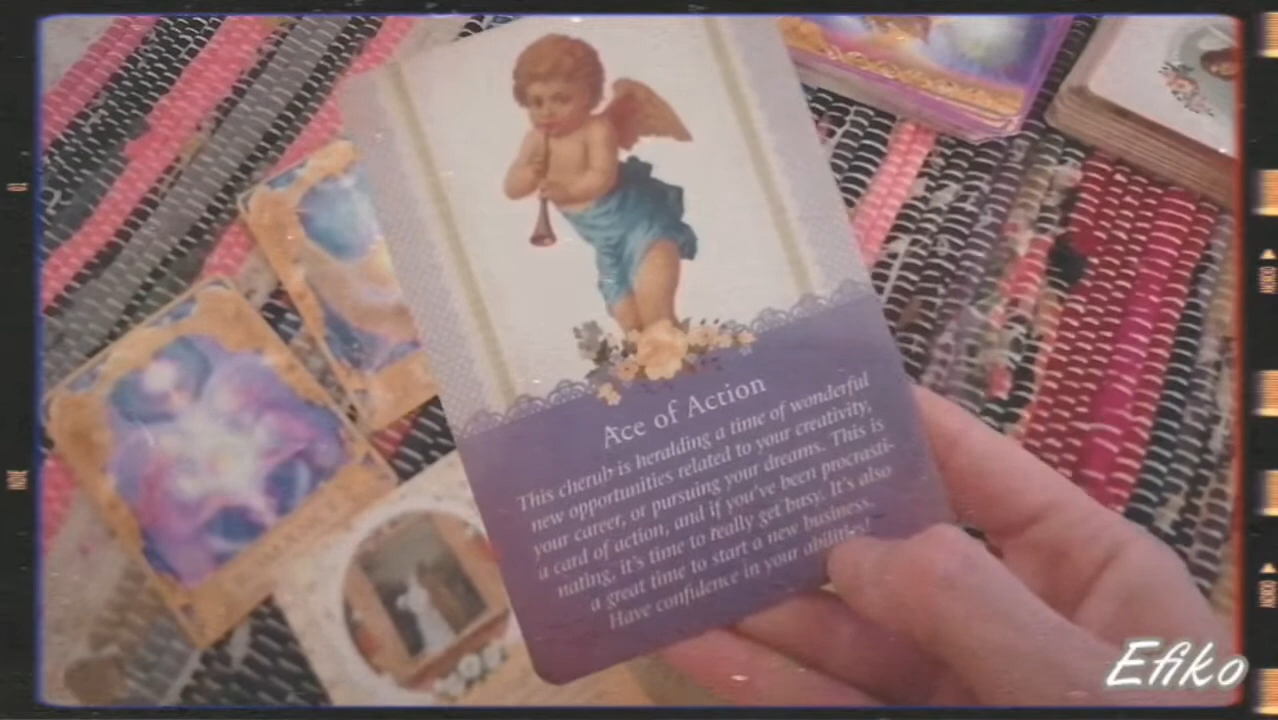 Ace of Action
This cherub is heralding a time of wonderful
new opportunities related to your creativity,
your career, or pursuing your dreams. This is
a card of action, and if you've been procrasti-
nating, it's time to really get busy. It's also
a great time to start a new business.
Have confidence in your abilities!
Efiko